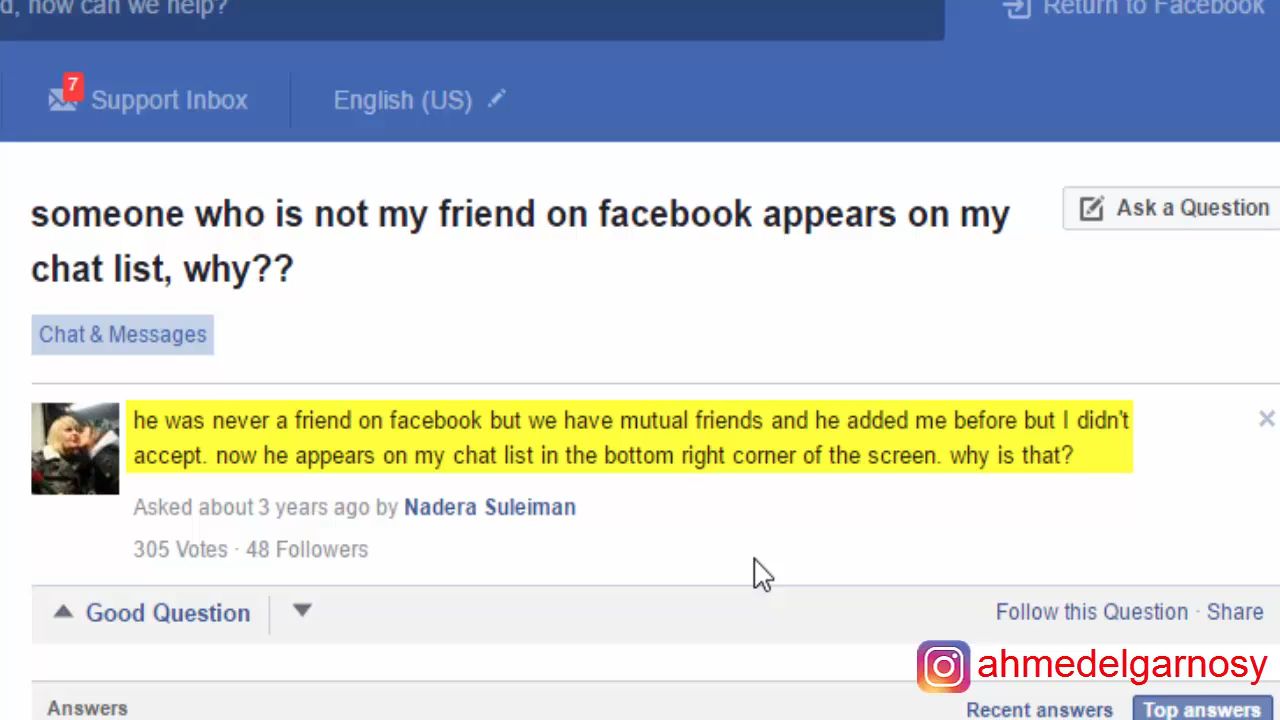 d, how can we help?
Return to Facebook
7
Support Inbox
English (US)
someone who is not my friend on facebook appears on my
chat list, why??
Ask a Question
Chat & Messages
he was never a friend on facebook but we have mutual friends and he added me before but I didn't
accept. now he appears on my chat list in the bottom right corner of the screen. why is that?
Asked about 3 years ago by Nadera Suleiman
305 Votes · 48 Followers
Good Question
Follow this Question · Share
ahmedelgarnosy
Answers
Recent answers
Top answers